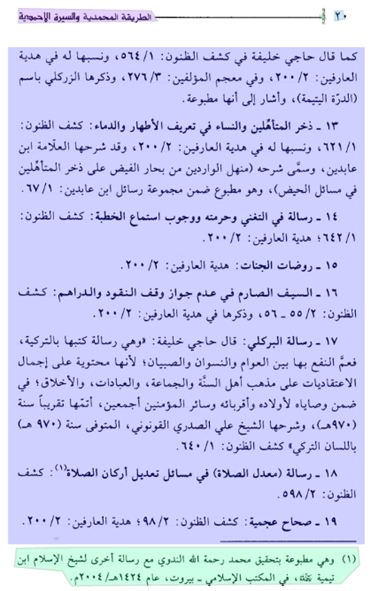 ٢٠ الطريقة المحمدية والسيرة الأحمدية
كما قال حاجي خليفة في كشف الظنون: ١/ ٥٦٤، ونسبها له في هدية
العارفين: ٢/ ٢٠٠، وفي معجم المؤلفين: ٣/ ٢٧٦، وذكرها الزركلي باسم
(الدرّة اليتيمة)، وأشار إلى أنها مطبوعة.
١٣ ـ ذخر المتأهّلين والنساء في تعريف الأطهار والدماء: كشف الظنون:
١/ ٦٢١، ونسبها له في هدية العارفين: ٢/ ٢٠٠، وقد شرحها العلّامة ابن
عابدين، وسمَّى شرحه (منهل الواردين من بحار الفيض على ذخر المتأهِّلين
في مسائل الحيض)، وهو مطبوع ضمن مجموعة رسائل ابن عابدين: ١/ ٦٧.
١٤ ـ رسالة في التغني وحرمته ووجوب استماع الخطبة: كشف الظنون:
١/ ٦٤٢؛ هدية العارفين: ٢/ ٢٠٠.
١٥ ـ روضات الجنات: هدية العارفين: ٢/ ٢٠٠.
١٦ ـ السيف الصارم في عدم جواز وقف النقود والدراهم: كشف
الظنون: ٢/ ٥٥ ـ ٥٦، وذكرها في هدية العارفين: ٢/ ٢٠٠.
١٧ ـ رسالة البركلي: قال حاجي خليفة: «وهي رسالة كتبها بالتركية،
فعمَّ النفع بها بين العوام والنسوان والصبيان؛ لأنها محتوية على إجمال
الاعتقاديات على مذهب أهل السنَّة والجماعة، والعبادات، والأخلاق؛ في
ضمن وصاياه لأولاده وأقربائه وسائر المؤمنين أجمعين، أتمّها تقريباً سنة
(٩٧٠هـ)، وشرحها الشيخ علي الصدري القونوني، المتوفى سنة (٩٧٠ هـ)
باللسان التركي» كشف الظنون: ١/ ٦٤٠.
١٨ ـ رسالة (معدل الصلاة) في مسائل تعديل أركان الصلاة(١): كشف
الظنون: ٢/ ٥٩٨.
١٩ ـ صحاح عجمية: كشف الظنون: ٢/ ٩٨؛ هدية العارفين: ٢/ ٢٠٠.
(١) وهي مطبوعة بتحقيق محمد رحمة الله الندوي مع رسالة أخرى لشيخ الإسلام ابن
تيمية ﵀، في المكتب الإسلامي ـ بيروت، عام ١٤٢٤هـ/ ٢٠٠٤م.